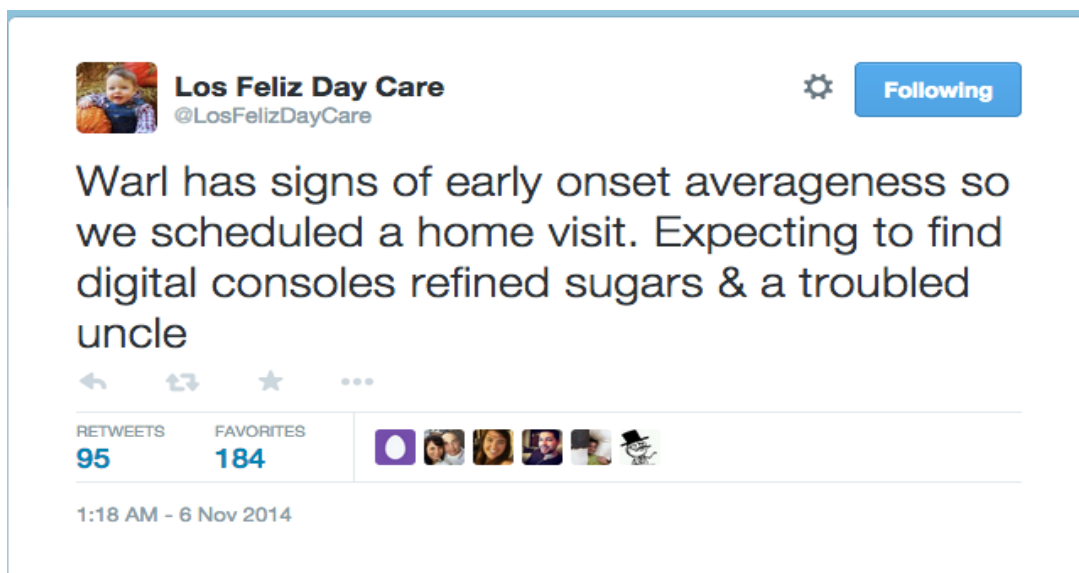 Los Feliz Day Care
@LosFelizDayCare
Following
Warl has signs of early onset averageness so
we scheduled a home visit. Expecting to find
digital consoles refined sugars & a troubled
uncle
RETWEETS FAVORITES
95 184
1:18 AM - 6 Nov 2014